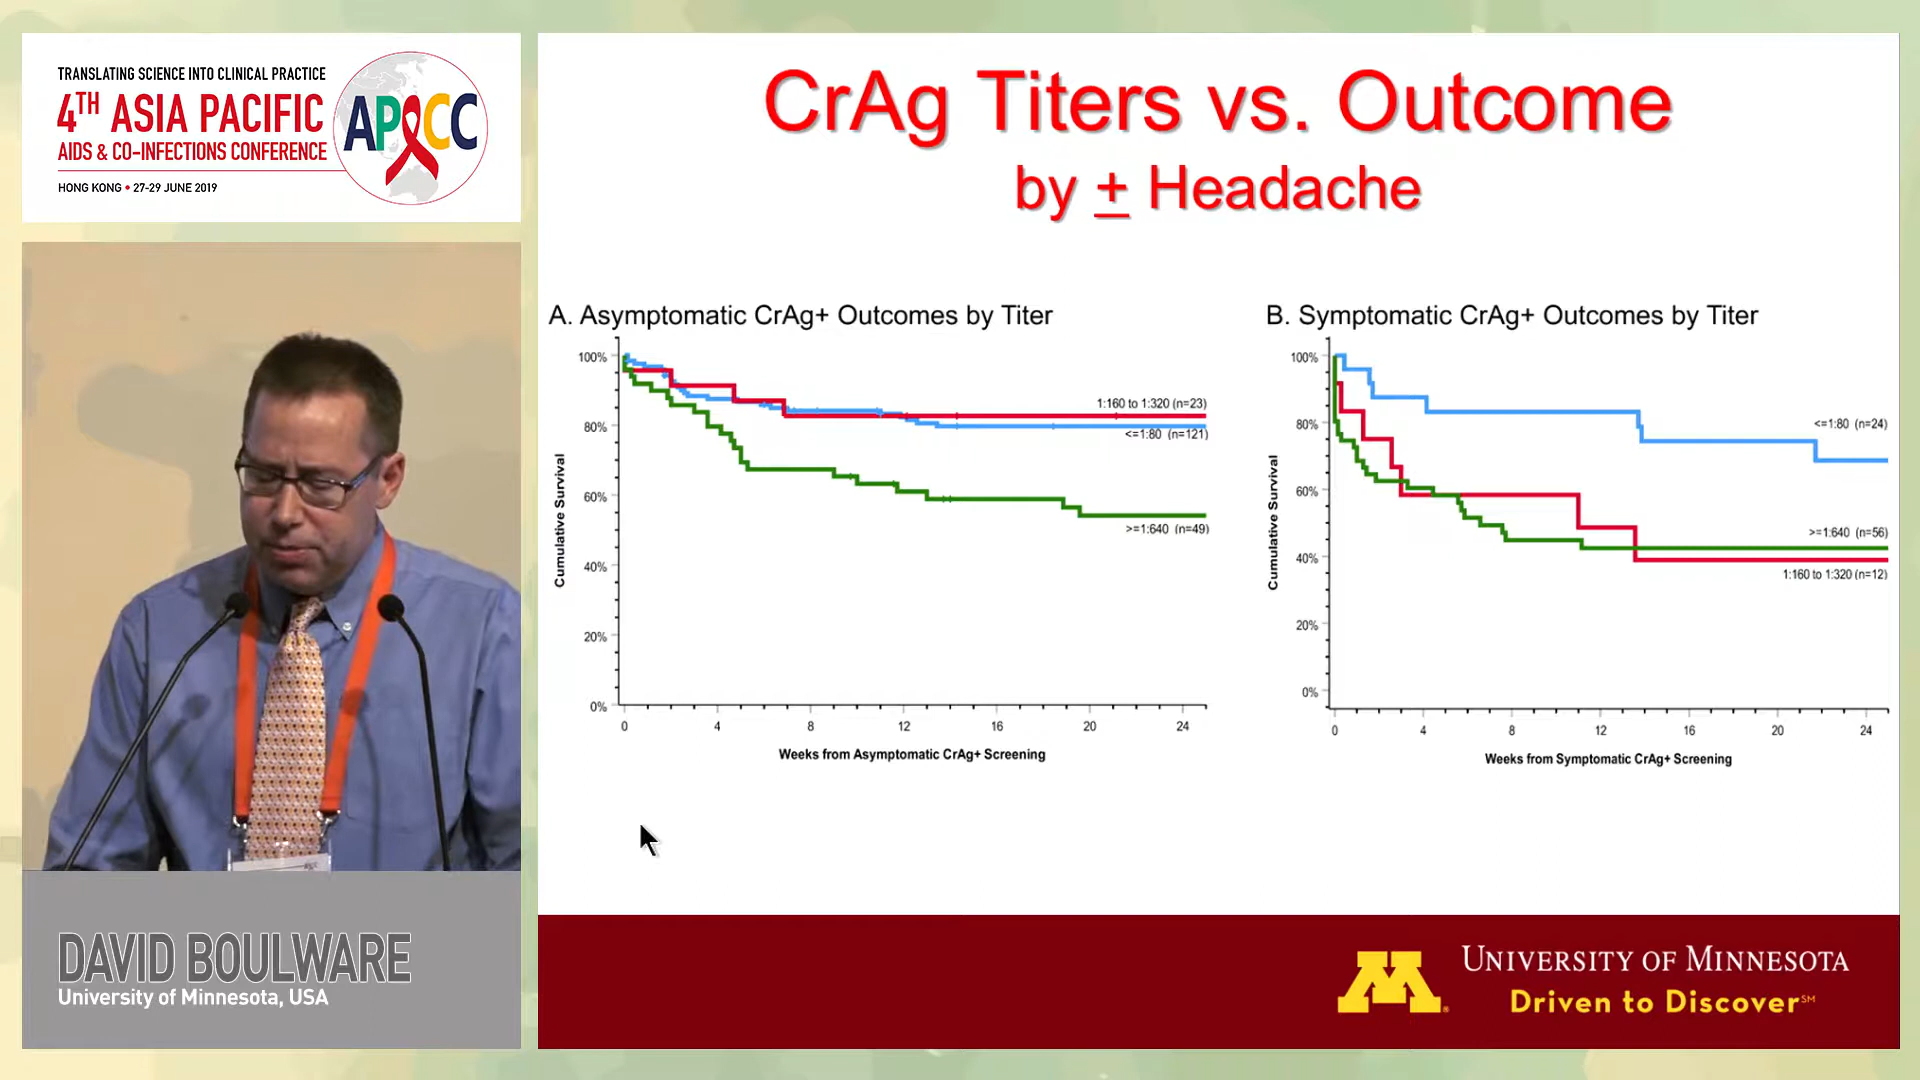 TRANSLATING SCIENCE INTO CLINICAL PRACTICE
4TH ASIA PACIFIC
AIDS & CO-INFECTIONS CONFERENCE
HONG KONG • 27-29 JUNE 2019
APACC
CrAg Titers vs. Outcome
by ± Headache
A. Asymptomatic CrAg+ Outcomes by Titer
100%
80%
60%
40%
20%
0%
Cumulative Survival
1:160 to 1:320 (n=23)
<=1:80 (n=121)
>=1:640 (n=49)
0 4 8 12 16 20 24
Weeks from Asymptomatic CrAg+ Screening
B. Symptomatic CrAg+ Outcomes by Titer
100%
80%
60%
40%
20%
0%
Cumulative Survival
<=1:80 (n=24)
>=1:640 (n=56)
1:160 to 1:320 (n=12)
0 4 8 12 16 20 24
Weeks from Symptomatic CrAg+ Screening
DAVID BOULWARE
University of Minnesota, USA
M
UNIVERSITY OF MINNESOTA
Driven to Discover℠